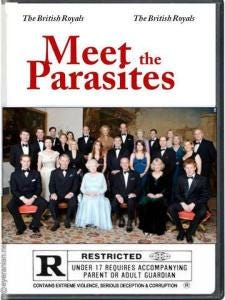 The British Royals The British Royals
Meet the
Parasites
R
RESTRICTED
UNDER 17 REQUIRES ACCOMPANYING
PARENT OR ADULT GUARDIAN
CONTAINS EXTREME VIOLENCE, SERIOUS DECEPTION & CORRUPTION